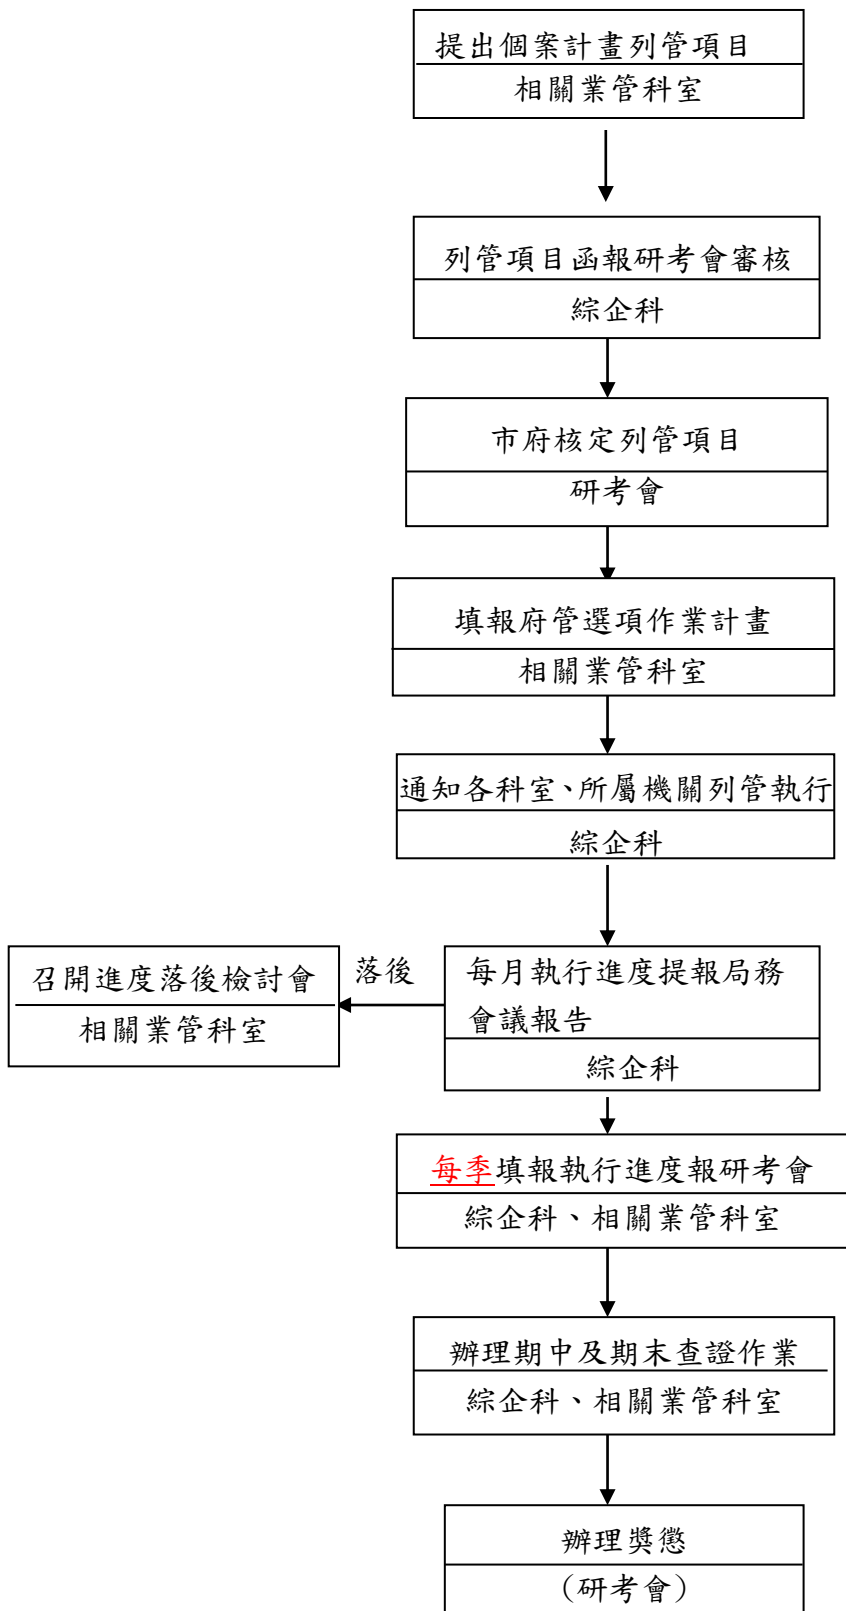 提出個案計畫列管項目
相關業管科室
列管項目函報研考會審核
綜企科
市府核定列管項目
研考會
填報府管選項作業計畫
相關業管科室
通知各科室、所屬機關列管執行
綜企科
召開進度落後檢討會
相關業管科室
落後
每月執行進度提報局務
會議報告
綜企科
每季填報執行進度報研考會
綜企科、相關業管科室
辦理期中及期末查證作業
綜企科、相關業管科室
辦理獎懲
(研考會)